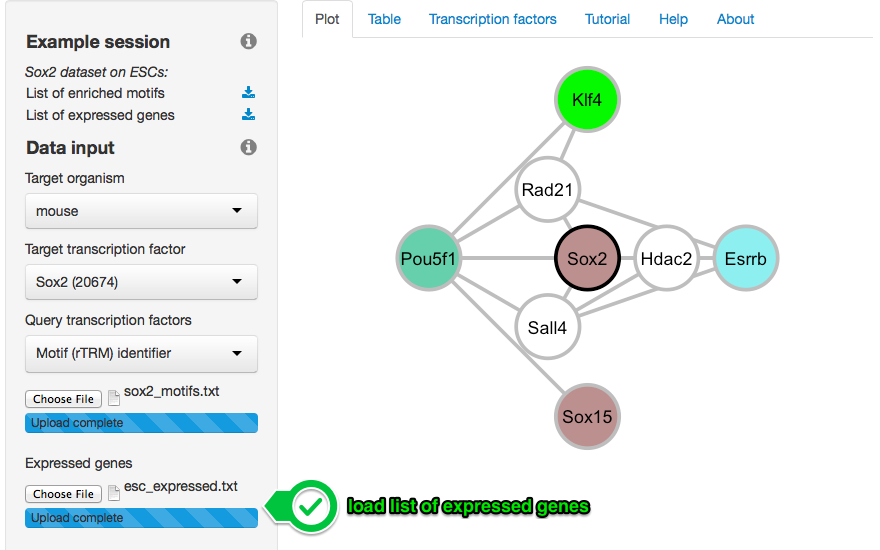 Example session
Sox2 dataset on ESCs:
List of enriched motifs
List of expressed genes
Data input
Target organism
mouse
Target transcription factor
Sox2 (20674)
Query transcription factors
Motif (rTRM) identifier
Choose File sox2_motifs.txt
Upload complete
Expressed genes
Choose File esc_expressed.txt
Upload complete
Plot Table Transcription factors Tutorial Help About
Klf4
Rad21
Pou5f1 Sox2 Hdac2 Esrrb
Sall4
Sox15
load list of expressed genes